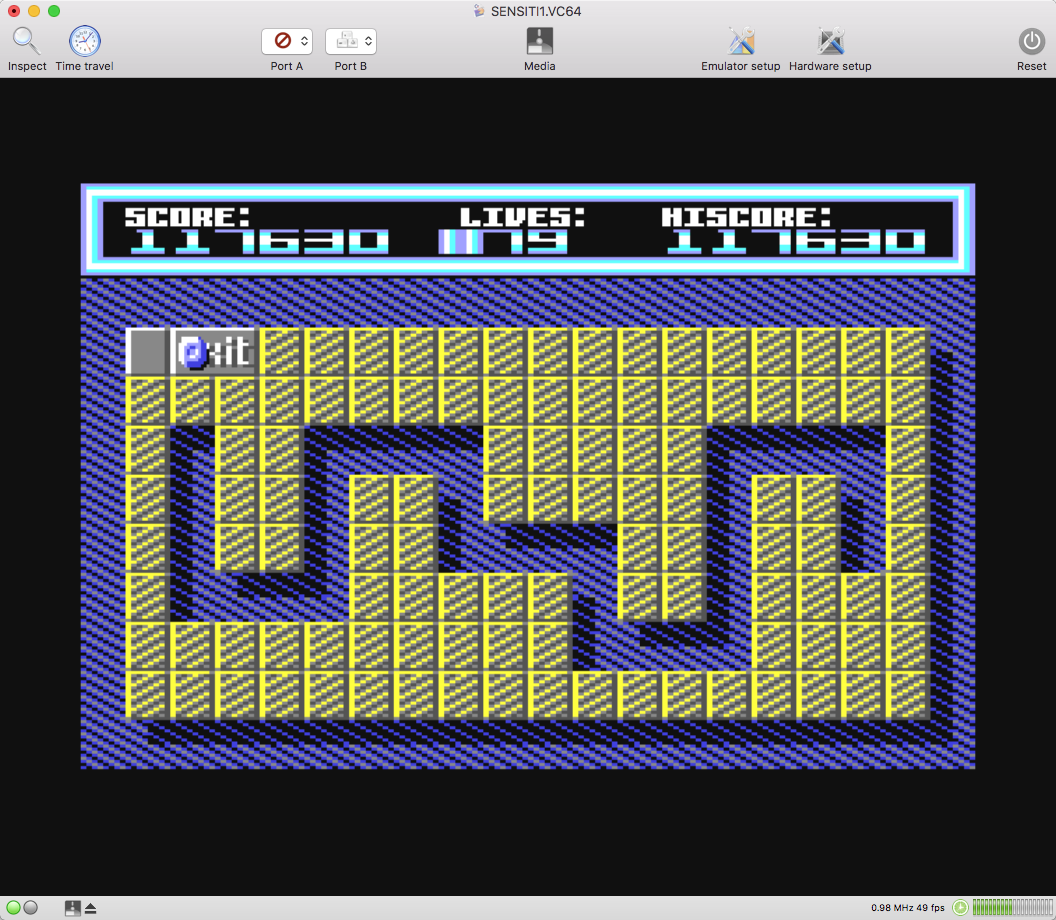 SENSITI1.VC64
Inspect Time travel Port A Port B Media Emulator setup Hardware setup Reset
SCORE: LIVES: HISCORE:
117630 79 117630
xit
0.98 MHz 49 fps